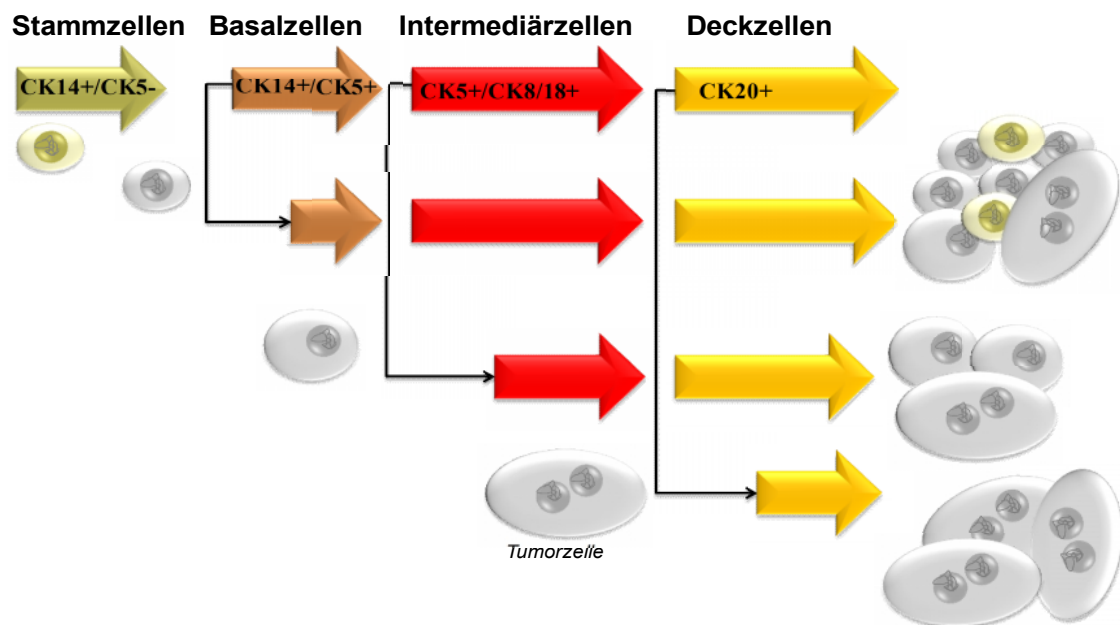 Stammzellen Basalzellen Intermediärzellen Deckzellen
CK14+/CK5- CK14+/CK5+ CK5+/CK8/18+ CK20+
Tumorzelle